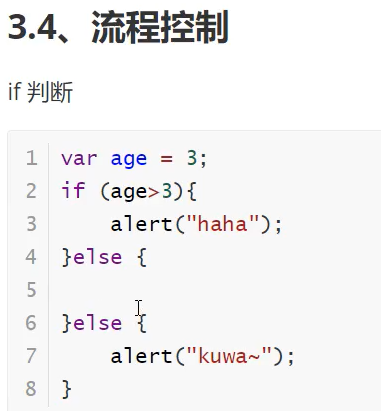 3.4、流程控制
if 判断
1 var age = 3;
2 if (age>3){
3     alert("haha");
4 }else {
5
6 }else {
7     alert("kuwa~");
8 }